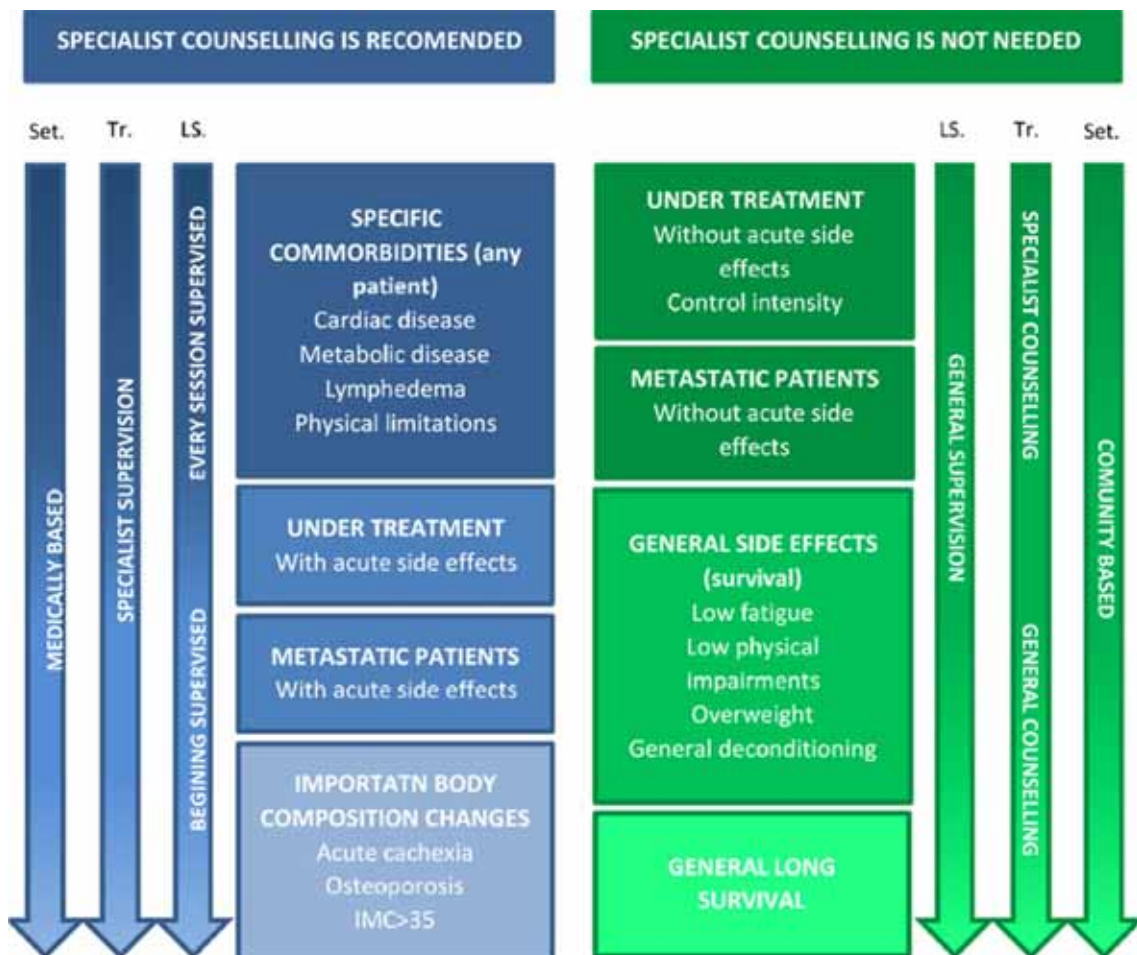 SPECIALIST COUNSELLING IS RECOMENDED
SPECIALIST COUNSELLING IS NOT NEEDED
Set.
Tr.
LS.
MEDICALLY BASED
SPECIALIST SUPERVISION
EVERY SESSION SUPERVISED
BEGINING SUPERVISED
SPECIFIC
COMMORBIDITIES (any
patient)
Cardiac disease
Metabolic disease
Lymphedema
Physical limitations
UNDER TREATMENT
With acute side effects
METASTATIC PATIENTS
With acute side effects
IMPORTATN BODY
COMPOSITION CHANGES
Acute cachexia
Osteoporosis
IMC>35
UNDER TREATMENT
Without acute side
effects
Control intensity
METASTATIC PATIENTS
Without acute side
effects
GENERAL SIDE EFFECTS
(survival)
Low fatigue
Low physical
impairments
Overweight
General deconditioning
GENERAL LONG
SURVIVAL
LS.
Tr.
Set.
GENERAL SUPERVISION
SPECIALIST COUNSELLING
GENERAL COUNSELLING
COMUNITY BASED